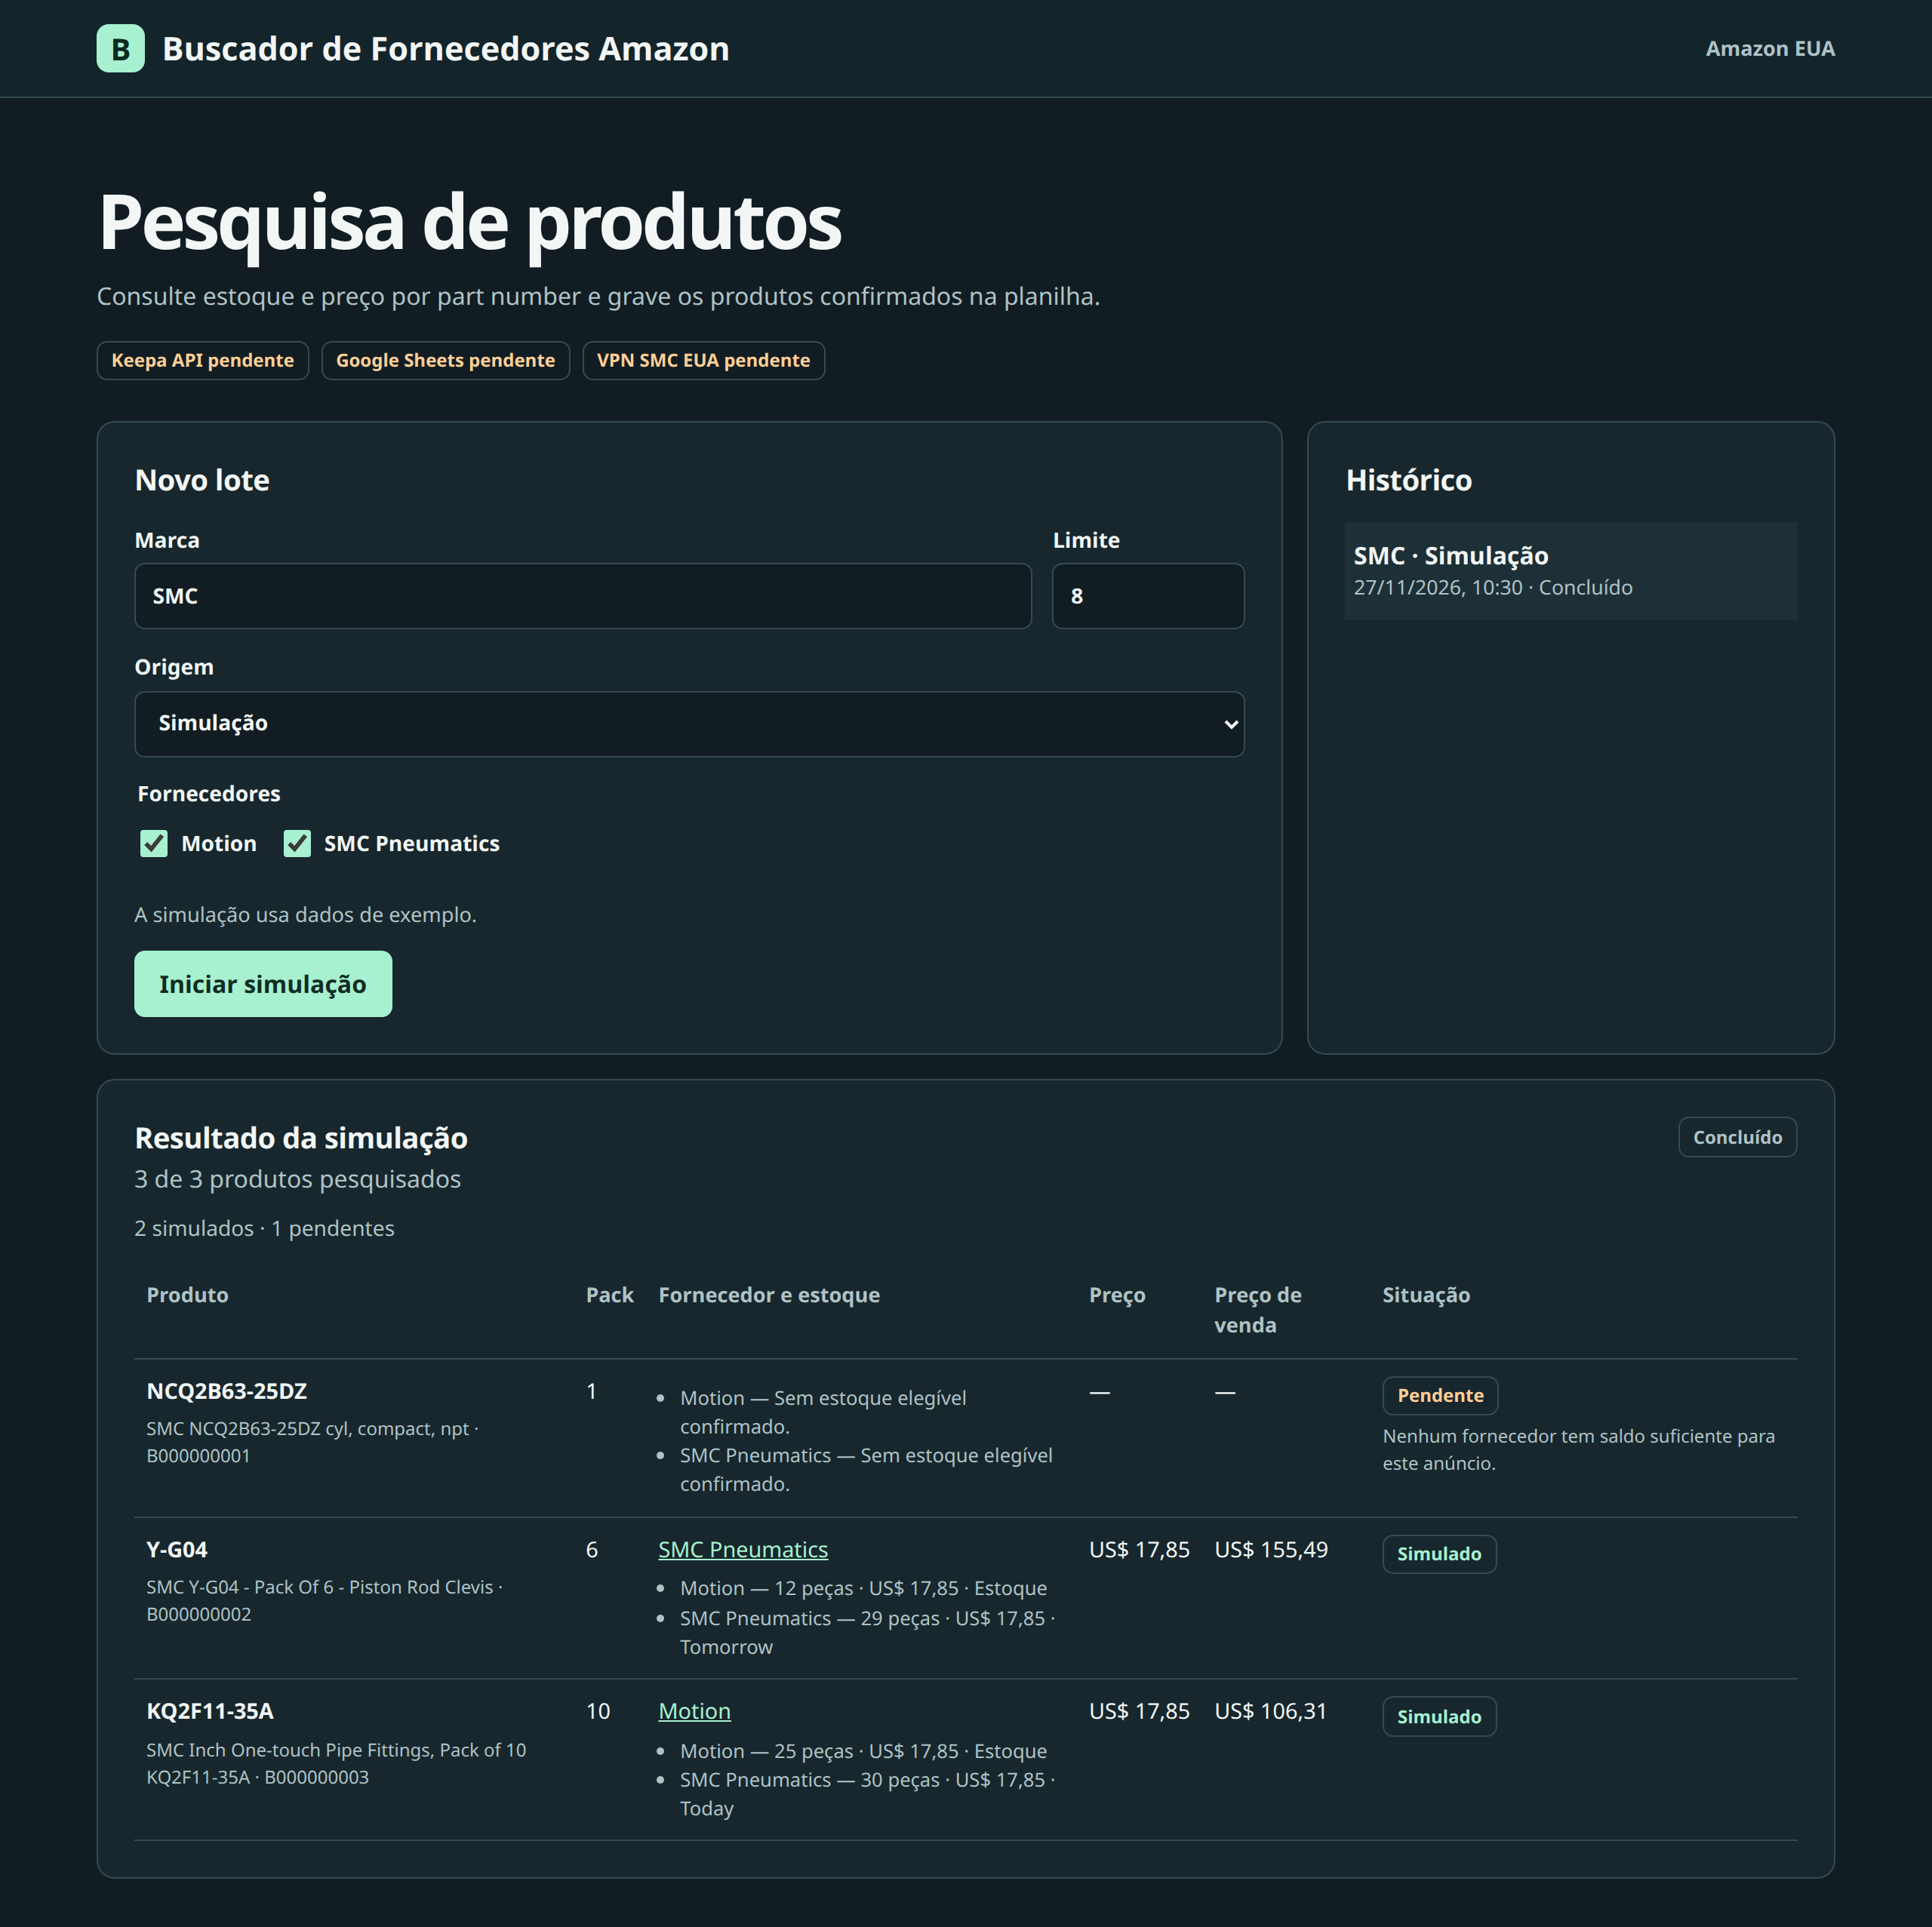 B Buscador de Fornecedores Amazon
Amazon EUA
Pesquisa de produtos
Consulte estoque e preço por part number e grave os produtos confirmados na planilha.
Keepa API pendente
Google Sheets pendente
VPN SMC EUA pendente
Novo lote
Marca
SMC
Limite
8
Origem
Simulação
Fornecedores
Motion
SMC Pneumatics
A simulação usa dados de exemplo.
Iniciar simulação
Histórico
SMC · Simulação
27/11/2026, 10:30 · Concluído
Resultado da simulação
Concluído
3 de 3 produtos pesquisados
2 simulados · 1 pendentes
Produto
Pack
Fornecedor e estoque
Preço
Preço de
venda
Situação
NCQ2B63-25DZ
SMC NCQ2B63-25DZ cyl, compact, npt ·
B000000001
1
• Motion — Sem estoque elegível
confirmado.
• SMC Pneumatics — Sem estoque elegível
confirmado.
—
—
Pendente
Nenhum fornecedor tem saldo suficiente para
este anúncio.
Y-G04
SMC Y-G04 - Pack Of 6 - Piston Rod Clevis ·
B000000002
6
SMC Pneumatics
• Motion — 12 peças · US$ 17,85 · Estoque
• SMC Pneumatics — 29 peças · US$ 17,85 ·
Tomorrow
US$ 17,85
US$ 155,49
Simulado
KQ2F11-35A
SMC Inch One-touch Pipe Fittings, Pack of 10
KQ2F11-35A · B000000003
10
Motion
• Motion — 25 peças · US$ 17,85 · Estoque
• SMC Pneumatics — 30 peças · US$ 17,85 ·
Today
US$ 17,85
US$ 106,31
Simulado